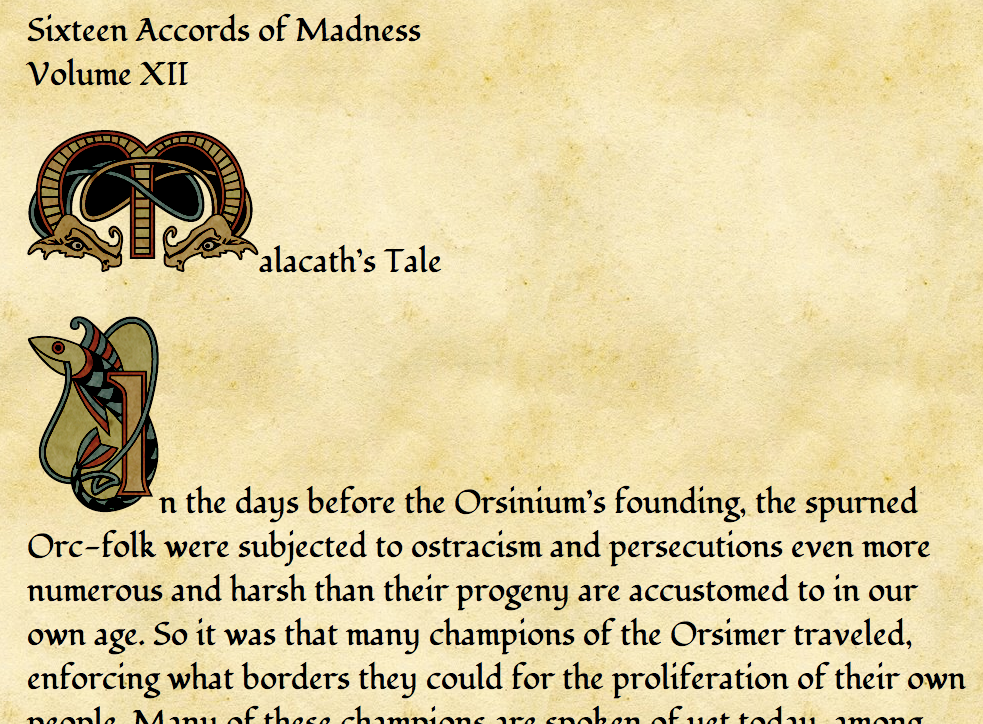 Sixteen Accords of Madness
Volume XII
Malacath's Tale
In the days before the Orsinium's founding, the spurned
Orc-folk were subjected to ostracism and persecutions even more
numerous and harsh than their progeny are accustomed to in our
own age. So it was that many champions of the Orsimer traveled,
enforcing what borders they could for the proliferation of their own
people. Many of these champions are spoken of yet today, among